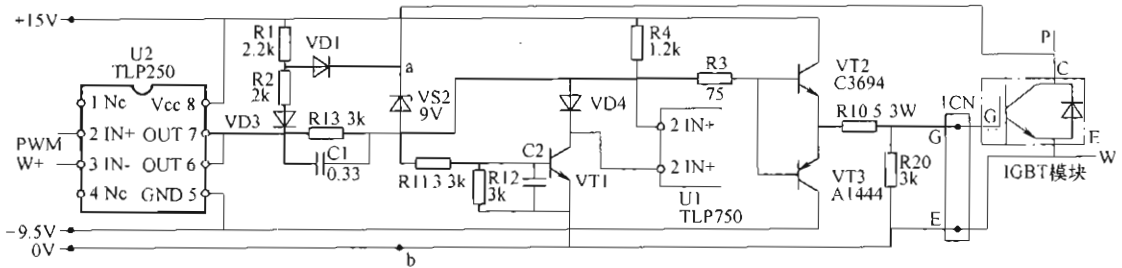 +15V
U2
TLP250
1 Nc
Vcc 8
2 IN+
OUT 7
3 IN-
OUT 6
4 Nc
GND 5
PWM
W+
-9.5V
0V
R1
2.2k
VD1
R2
2k
VD3
R13 3k
C1
0.33
a
VS2
9V
R11 3 3k
R12
3k
C2
VT1
b
VD4
R4
1.2k
2 IN+
2 IN+
U1
TLP750
R3
75
VT2
C3694
R10 5 3W
VT3
A1444
R20
3k
ICN
G
E
P
C
G
E
W
IGBT模块